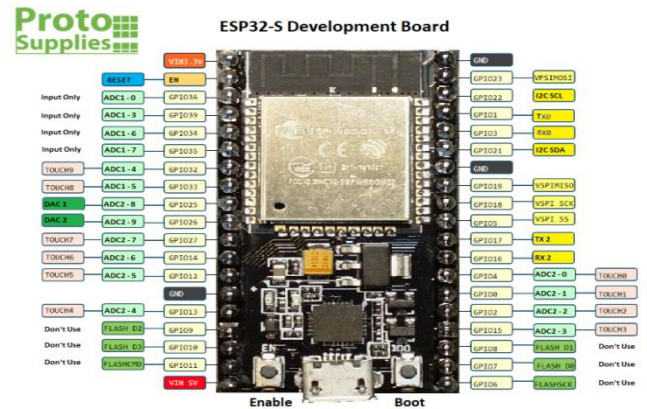 Proto
Supplies
ESP32-S Development Board
VIN3.3V
GND
RESET EN
GPIO23 VPSIMOSI
Input Only ADC1-0 GPIO36
GPIO22 I2C SCL
Input Only ADC1-3 GPIO39
GPIO1 TX0
Input Only ADC1-6 GPIO34
GPIO3 RX0
Input Only ADC1-7 GPIO35
GPIO21 I2C SDA
TOUCH9 ADC1-4 GPIO32
GND
TOUCH8 ADC1-5 GPIO33
GPIO19 VSPIMISO
DAC 1 ADC2-8 GPIO25
GPIO18 VSPI SCK
DAC 2 ADC2-9 GPIO26
GPIO5 VSPI SS
TOUCH7 ADC2-7 GPIO27
GPIO17 TX 2
TOUCH6 ADC2-6 GPIO14
GPIO16 RX 2
TOUCH5 ADC2-5 GPIO12
GPIO4 ADC2-0 TOUCH0
GND
GPIO0 ADC2-1 TOUCH1
TOUCH4 ADC2-4 GPIO13
GPIO2 ADC2-2 TOUCH2
Don't Use FLASH D2 GPIO9
GPIO15 ADC2-3 TOUCH3
Don't Use FLASH D3 GPIO10
GPIO8 FLASH D1 Don't Use
Don't Use FLASHCMD GPIO11
GPIO7 FLASH D0 Don't Use
VIN 5V
GPIO6 FLASHSCK Don't Use
EN
Enable
Boot